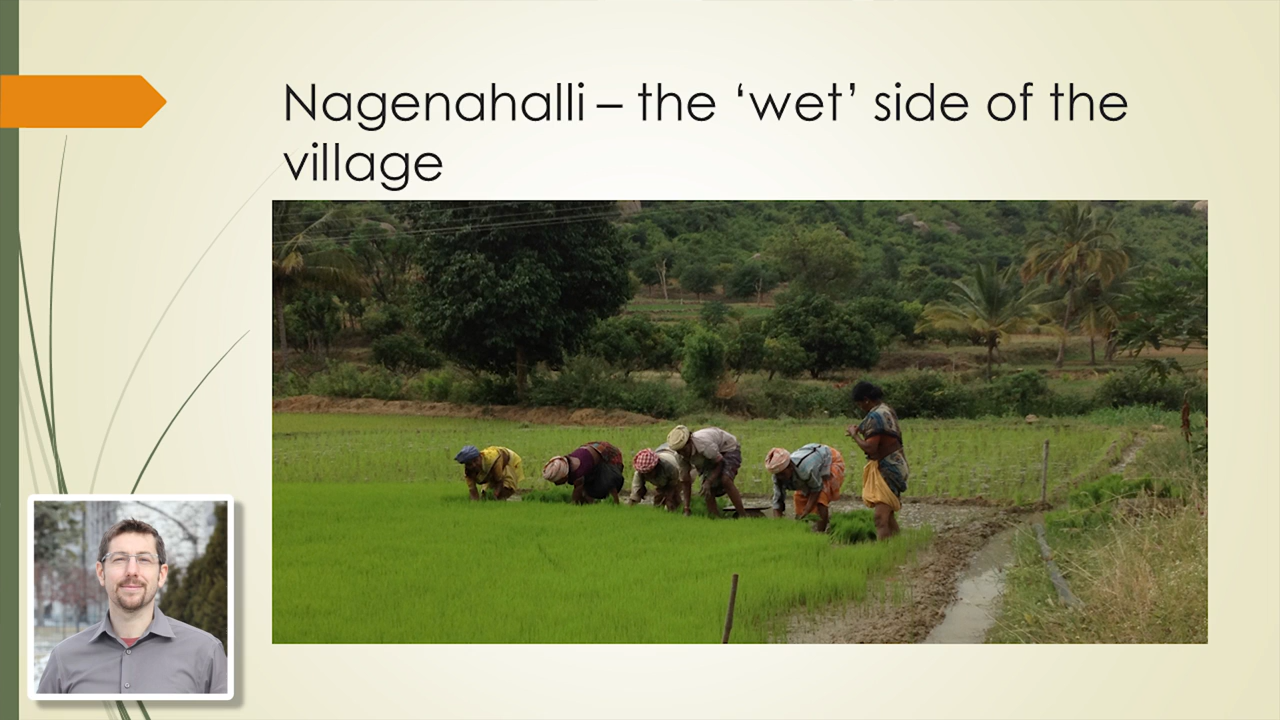 Nagenahalli – the ‘wet’ side of the
village